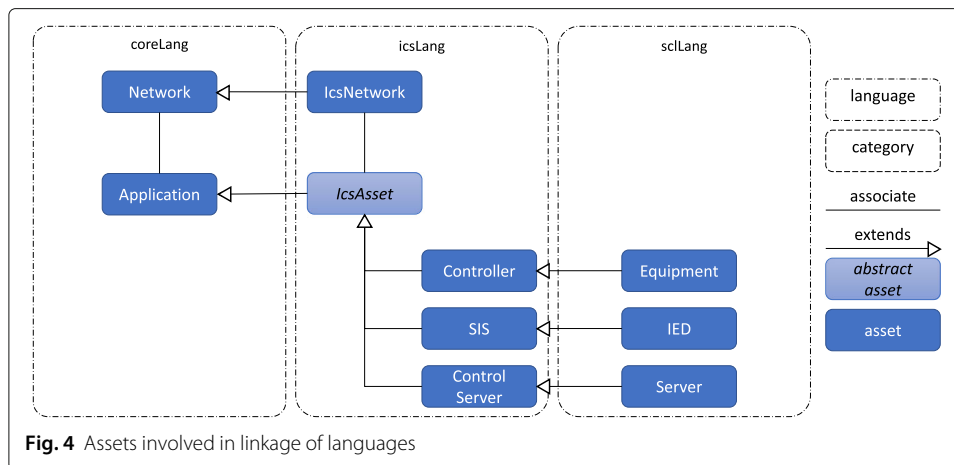 coreLang
icsLang
sclLang
Network
IcsNetwork
language
category
Application
IcsAsset
associate
extends
Controller
Equipment
abstract
asset
SIS
IED
asset
Control
Server
Server
Fig. 4 Assets involved in linkage of languages